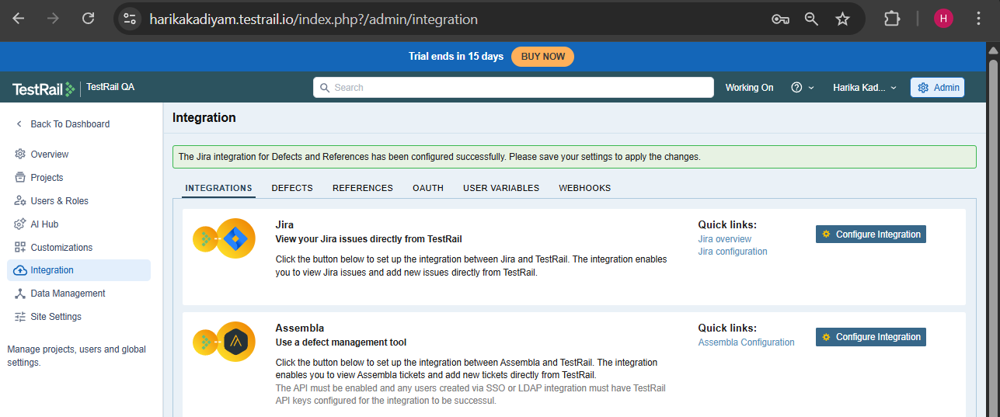 harikakadiyam.testrail.io/index.php?/admin/integration
H
Trial ends in 15 days BUY NOW
TestRail TestRail QA Search Working On Harika Kad... Admin
Back To Dashboard
Overview
Projects
Users & Roles
AI Hub
Customizations
Integration
Data Management
Site Settings
Manage projects, users and global
settings.
Integration
The Jira integration for Defects and References has been configured successfully. Please save your settings to apply the changes.
INTEGRATIONS DEFECTS REFERENCES OAUTH USER VARIABLES WEBHOOKS
Jira
View your Jira issues directly from TestRail
Click the button below to set up the integration between Jira and TestRail. The integration enables
you to view Jira issues and add new issues directly from TestRail.
Quick links:
Jira overview
Jira configuration
Configure Integration
Assembla
Use a defect management tool
Click the button below to set up the integration between Assembla and TestRail. The integration
enables you to view Assembla tickets and add new tickets directly from TestRail.
The API must be enabled and any users created via SSO or LDAP integration must have TestRail
API keys configured for the integration to be successul.
Quick links:
Assembla Configuration
Configure Integration